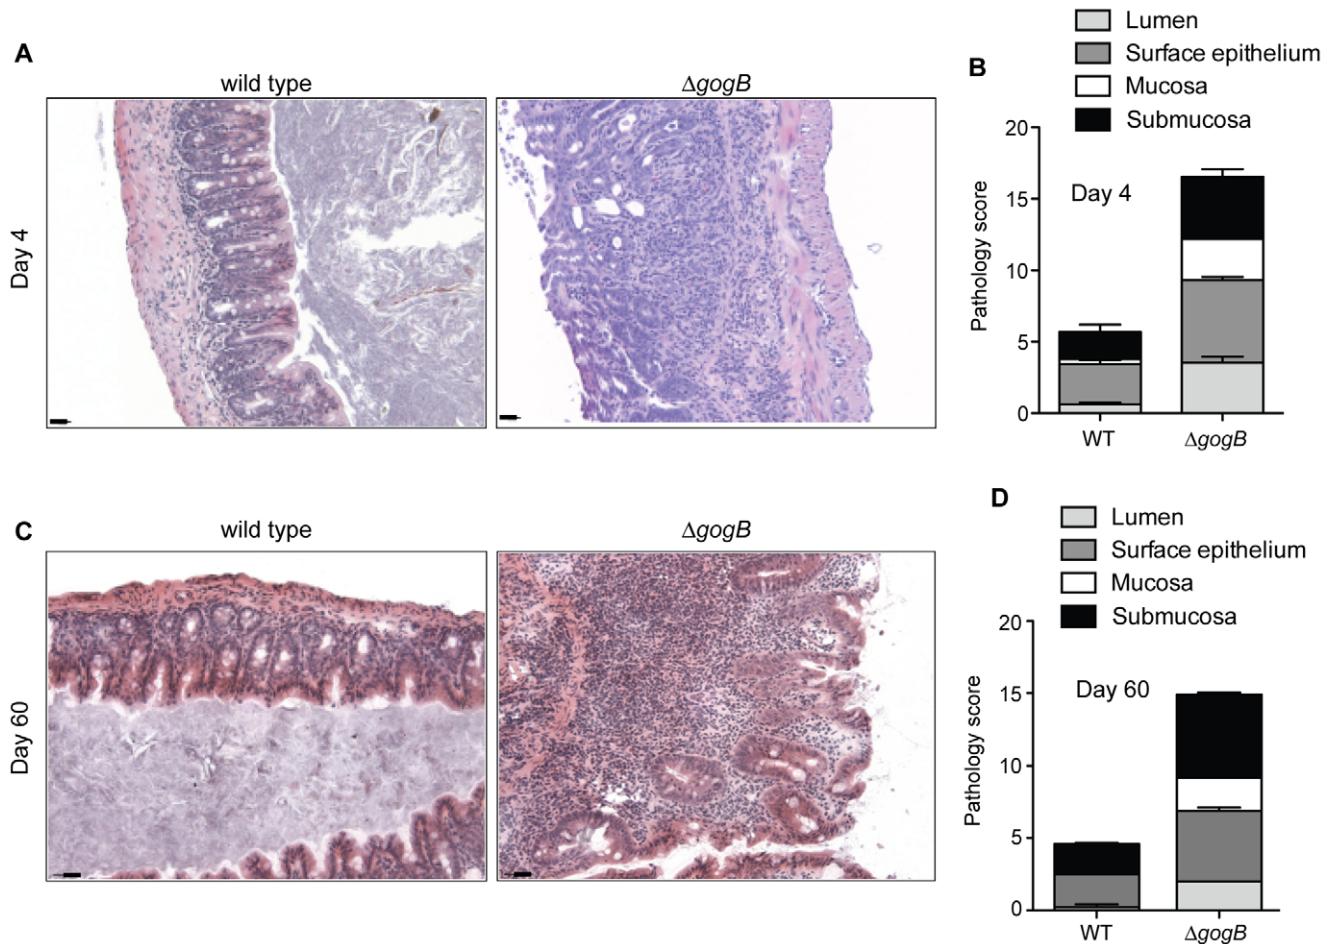 A
wild type
ΔgogB
Day 4
B
Lumen
Surface epithelium
Mucosa
Submucosa
20
15
10
5
0
Day 4
Pathology score
WT
ΔgogB
C
wild type
ΔgogB
Day 60
D
Lumen
Surface epithelium
Mucosa
Submucosa
20
15
10
5
0
Day 60
Pathology score
WT
ΔgogB